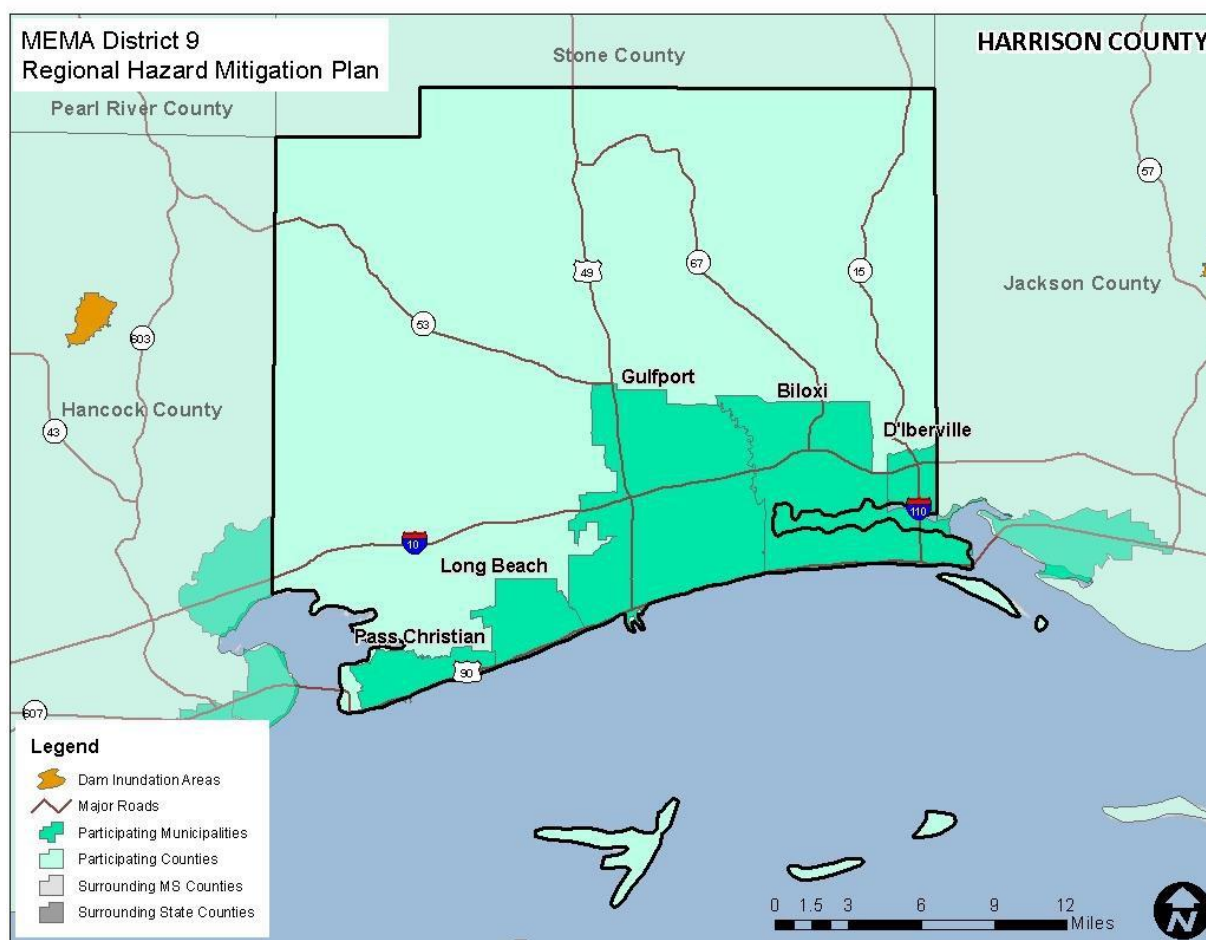 MEMA District 9
Regional Hazard Mitigation Plan
HARRISON COUNTY
Stone County
Pearl River County
57
49
67
15
Jackson County
53
603
Hancock County
43
Gulfport
Biloxi
D'Iberville
110
10
Long Beach
Pass Christian
90
607
Legend
Dam Inundation Areas
Major Roads
Participating Municipalities
Participating Counties
Surrounding MS Counties
Surrounding State Counties
0 1.5 3 6 9 12
Miles
N